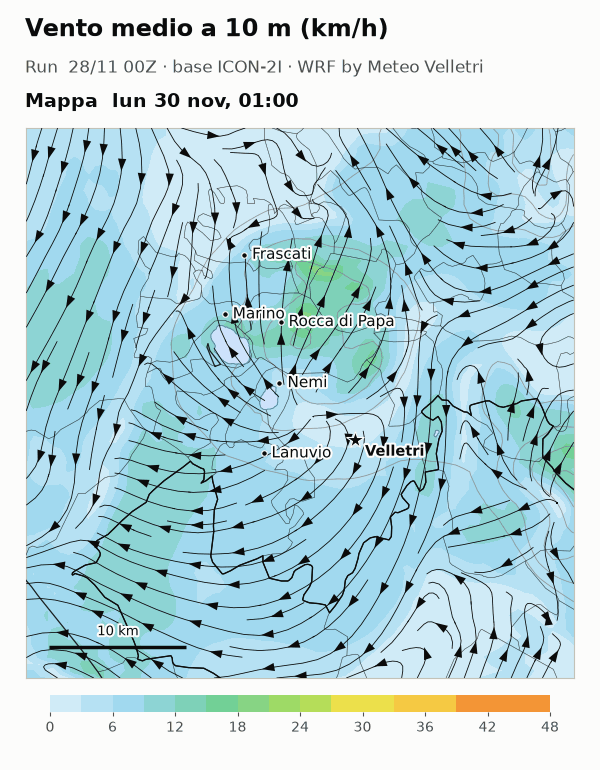 Vento medio a 10 m (km/h)
Run 28/11 00Z · base ICON-2I · WRF by Meteo Velletri
Mappa lun 30 nov, 01:00
Frascati
Marino
Rocca di Papa
Nemi
Velletri
Lanuvio
10 km
0 6 12 18 24 30 36 42 48